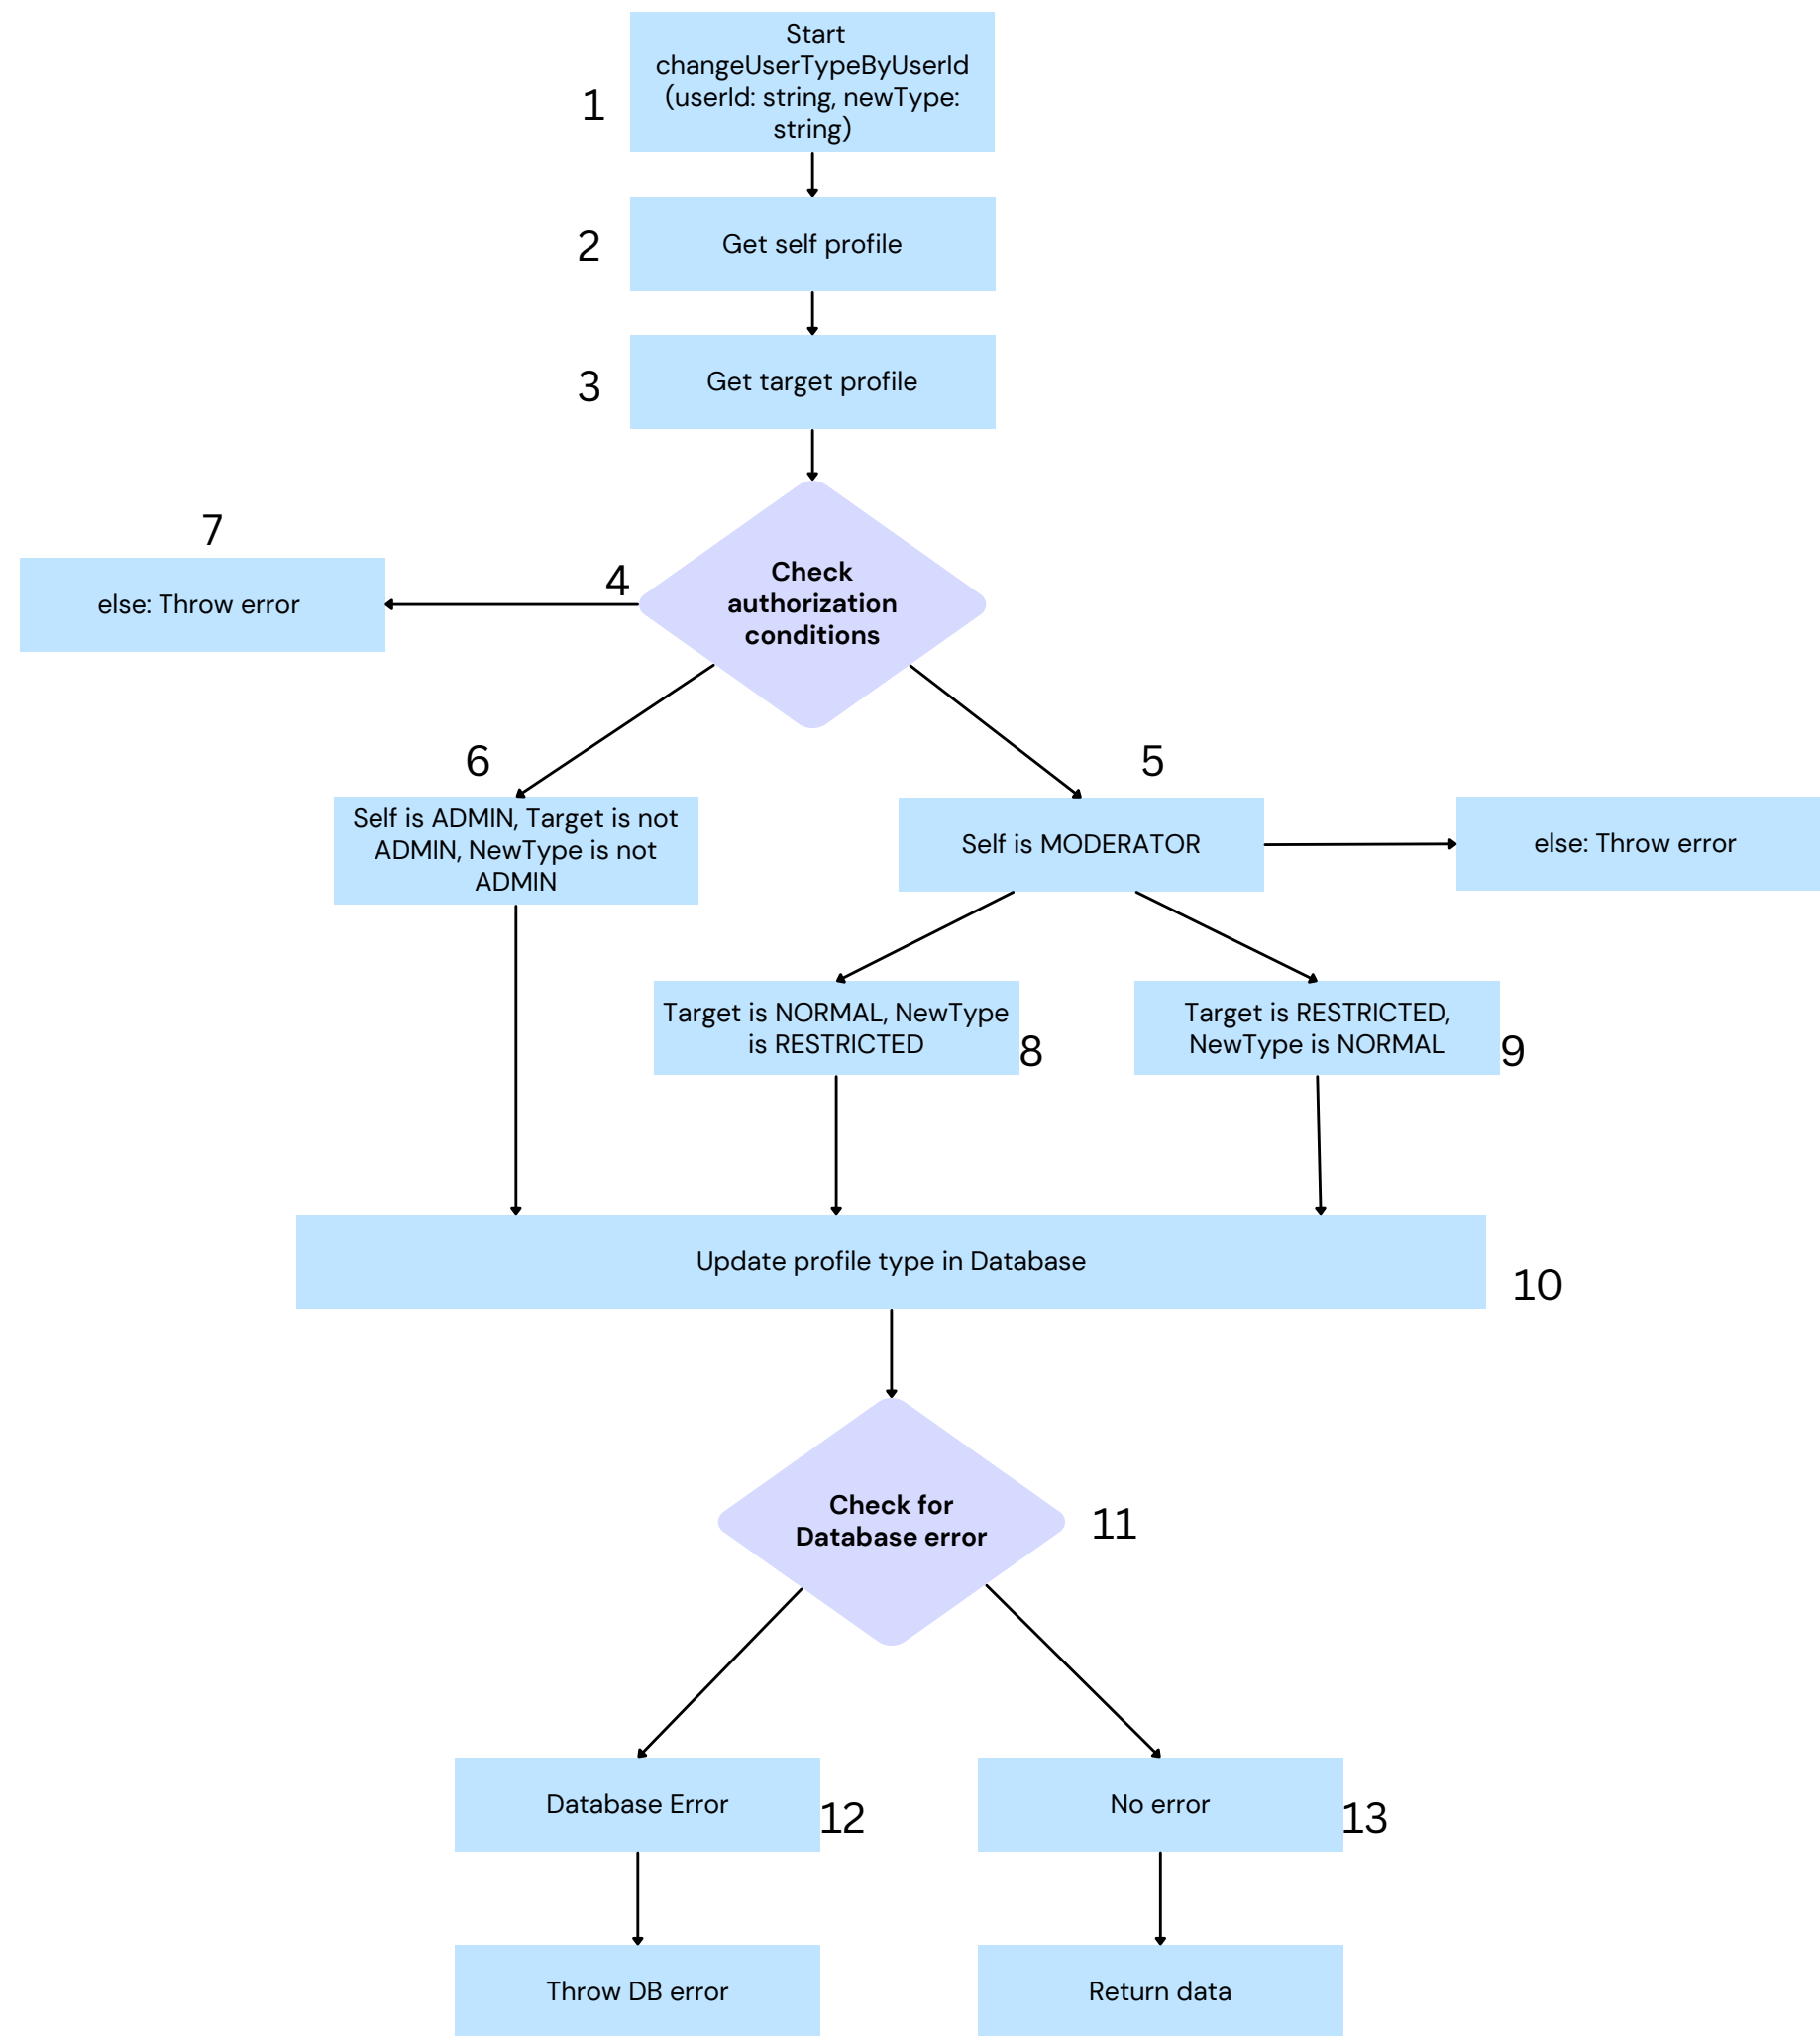 Start
changeUserTypeByUserId
(userId: string, newType:
string)
1
Get self profile
2
Get target profile
3
7
else: Throw error
4
Check
authorization
conditions
6
Self is ADMIN, Target is not
ADMIN, NewType is not
ADMIN
5
Self is MODERATOR
else: Throw error
Target is NORMAL, NewType
is RESTRICTED
8
Target is RESTRICTED,
NewType is NORMAL
9
Update profile type in Database
10
Check for
Database error
11
Database Error
12
No error
13
Throw DB error
Return data